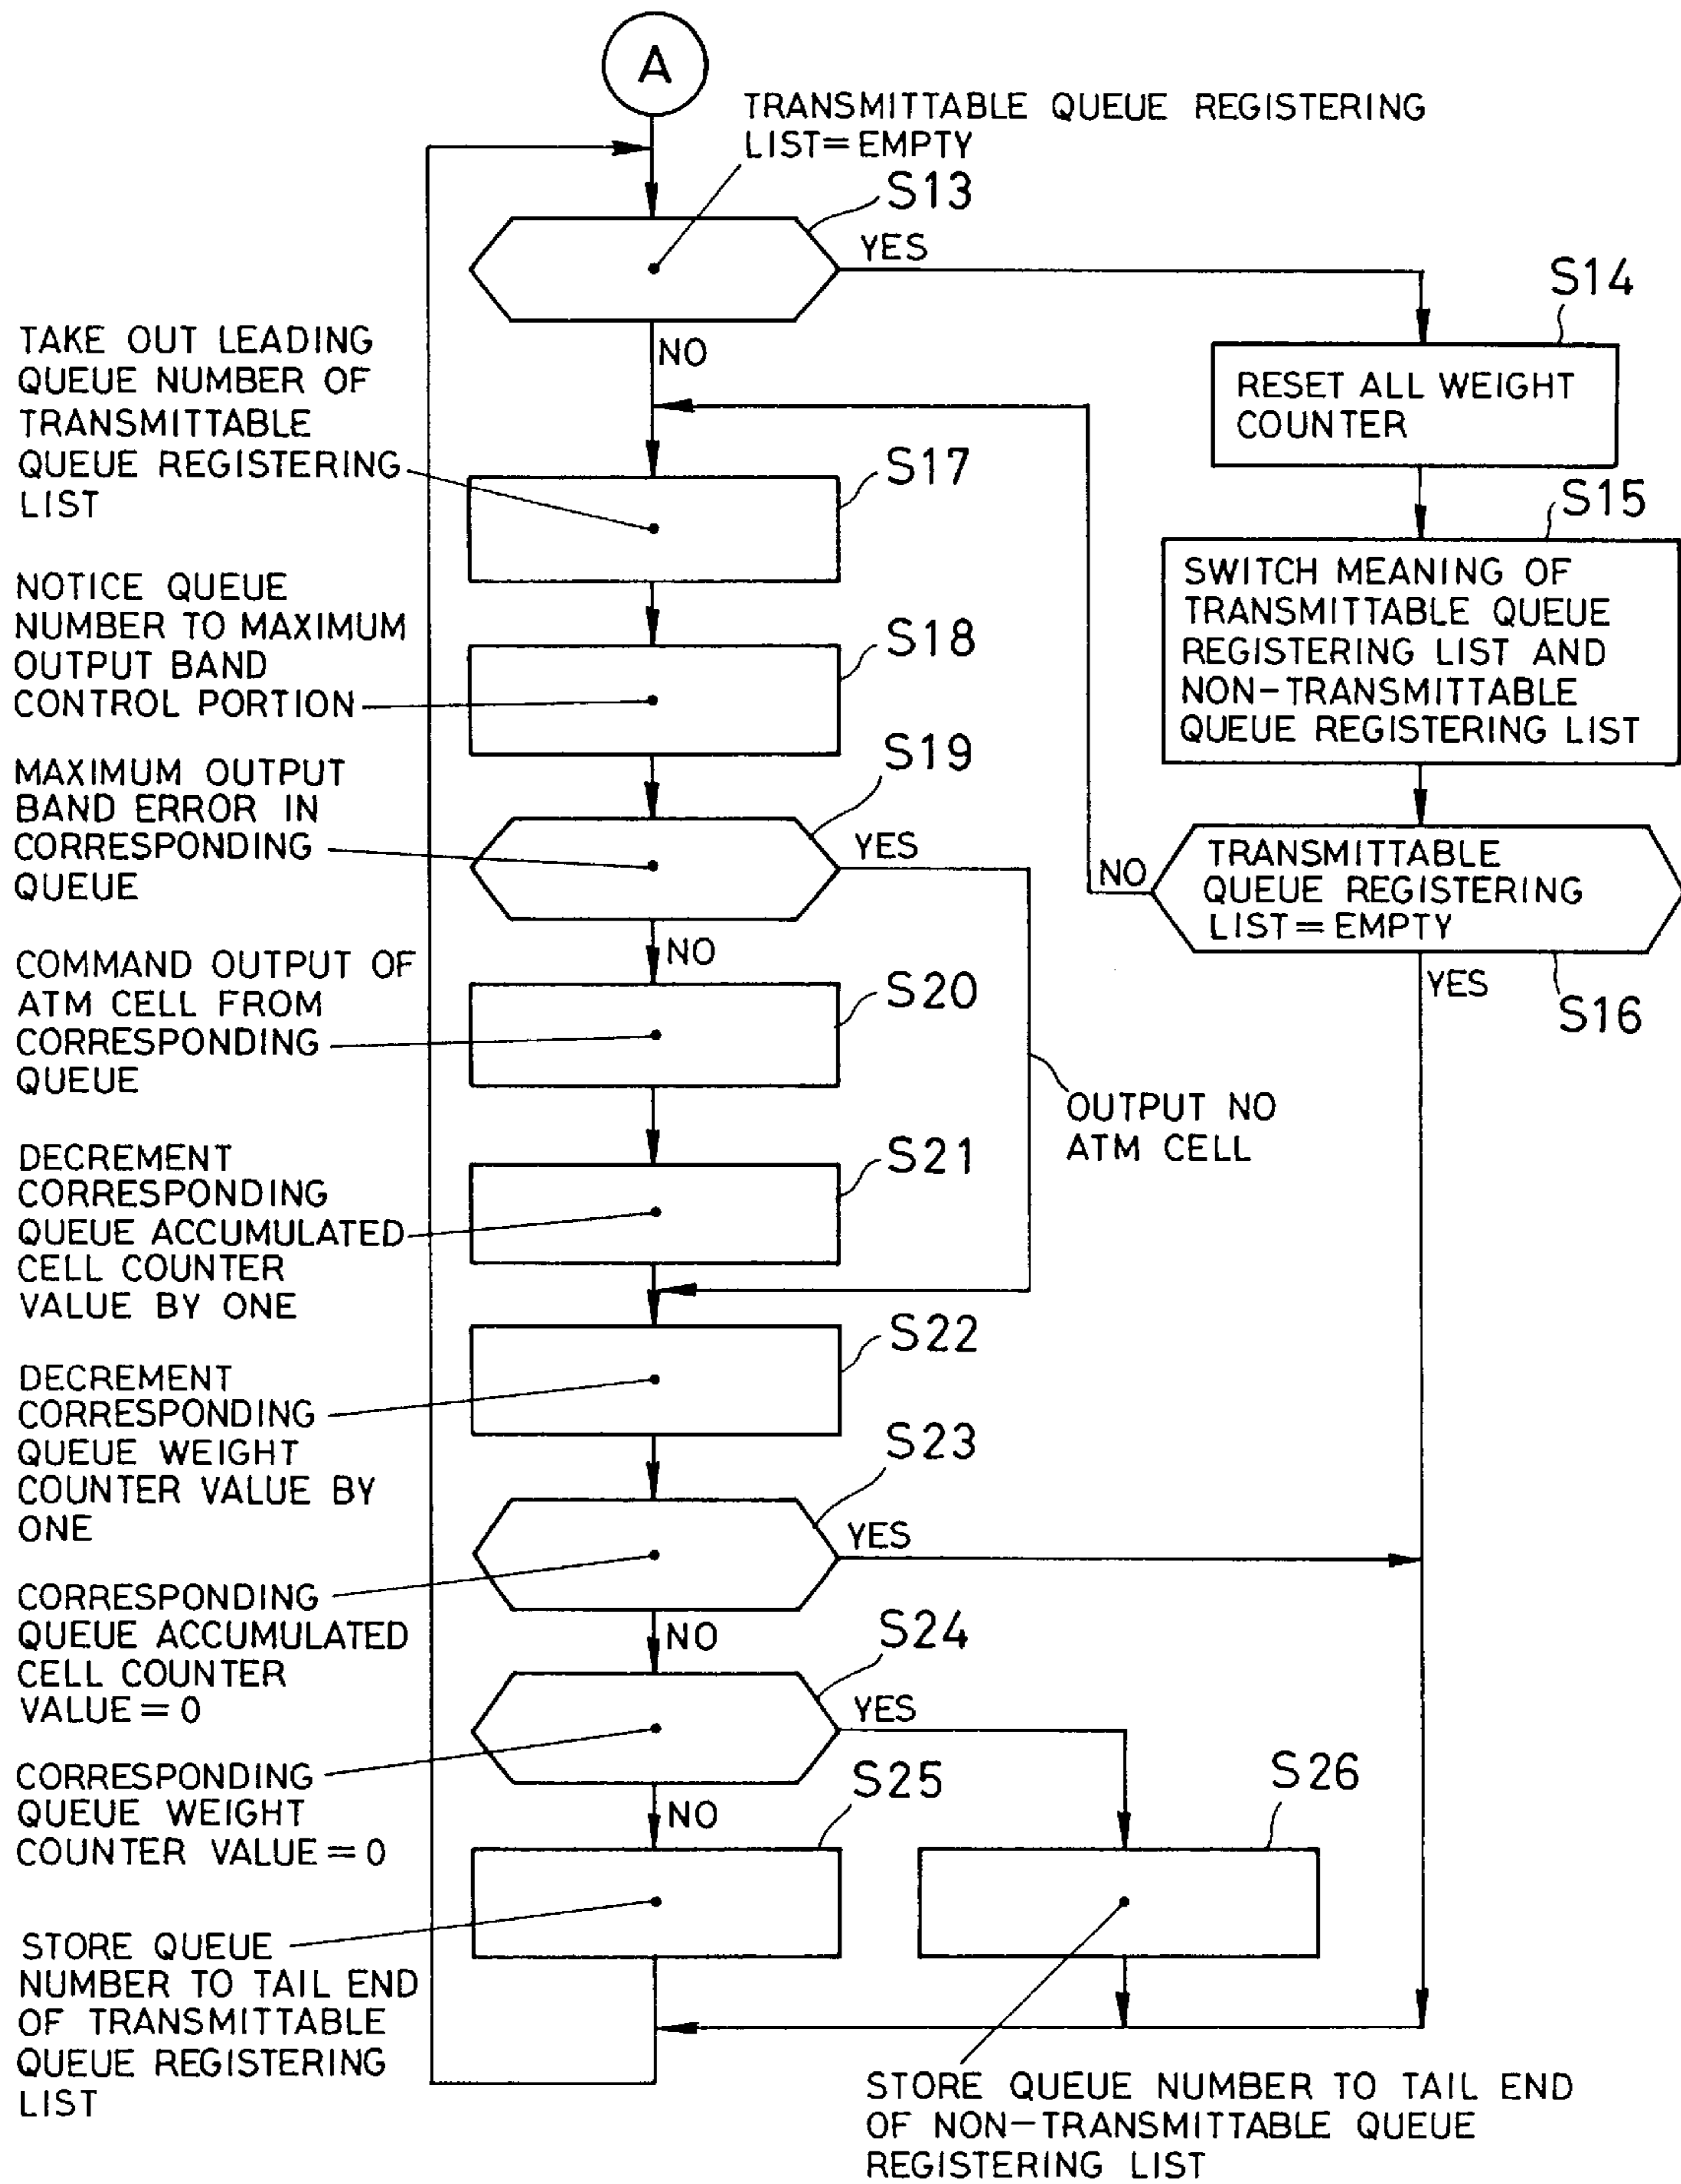 A
TRANSMITTABLE QUEUE REGISTERING
LIST=EMPTY
S13
YES
NO
S14
RESET ALL WEIGHT
COUNTER
S15
SWITCH MEANING OF
TRANSMITTABLE QUEUE
REGISTERING LIST AND
NON-TRANSMITTABLE
QUEUE REGISTERING LIST
TRANSMITTABLE
QUEUE REGISTERING
LIST=EMPTY
NO
YES
S16
TAKE OUT LEADING
QUEUE NUMBER OF
TRANSMITTABLE
QUEUE REGISTERING
LIST
S17
NOTICE QUEUE
NUMBER TO MAXIMUM
OUTPUT BAND
CONTROL PORTION
S18
MAXIMUM OUTPUT
BAND ERROR IN
CORRESPONDING
QUEUE
S19
YES
NO
COMMAND OUTPUT OF
ATM CELL FROM
CORRESPONDING
QUEUE
S20
OUTPUT NO
ATM CELL
DECREMENT
CORRESPONDING
QUEUE ACCUMULATED
CELL COUNTER
VALUE BY ONE
S21
DECREMENT
CORRESPONDING
QUEUE WEIGHT
COUNTER VALUE BY
ONE
S22
CORRESPONDING
QUEUE ACCUMULATED
CELL COUNTER
VALUE=0
S23
YES
NO
CORRESPONDING
QUEUE WEIGHT
COUNTER VALUE=0
S24
YES
NO
STORE QUEUE
NUMBER TO TAIL END
OF TRANSMITTABLE
QUEUE REGISTERING
LIST
S25
S26
STORE QUEUE NUMBER TO TAIL END
OF NON-TRANSMITTABLE QUEUE
REGISTERING LIST